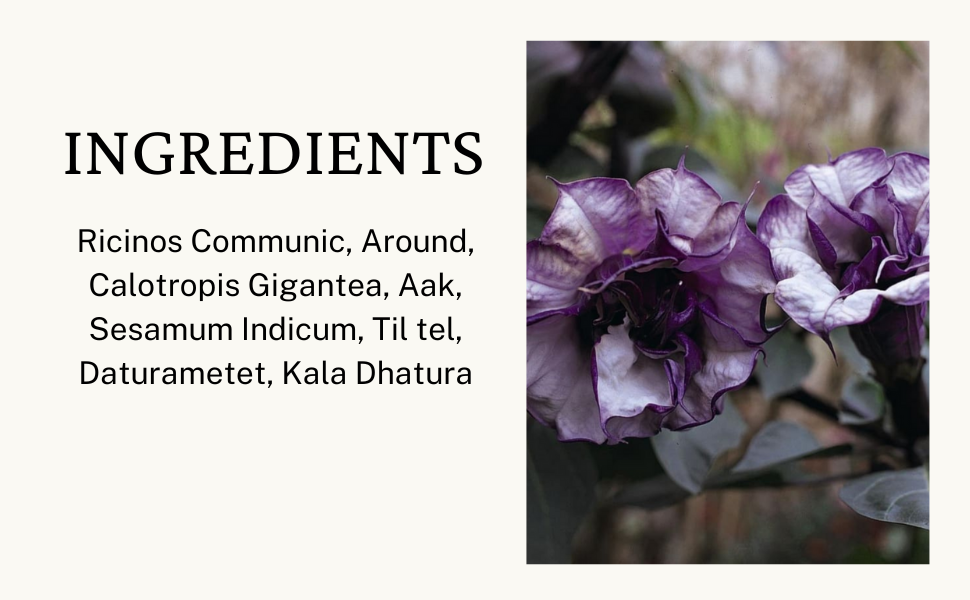 INGREDIENTS
Ricinos Communic, Around,
Calotropis Gigantea, Aak,
Sesamum Indicum, Til tel,
Daturametet, Kala Dhatura